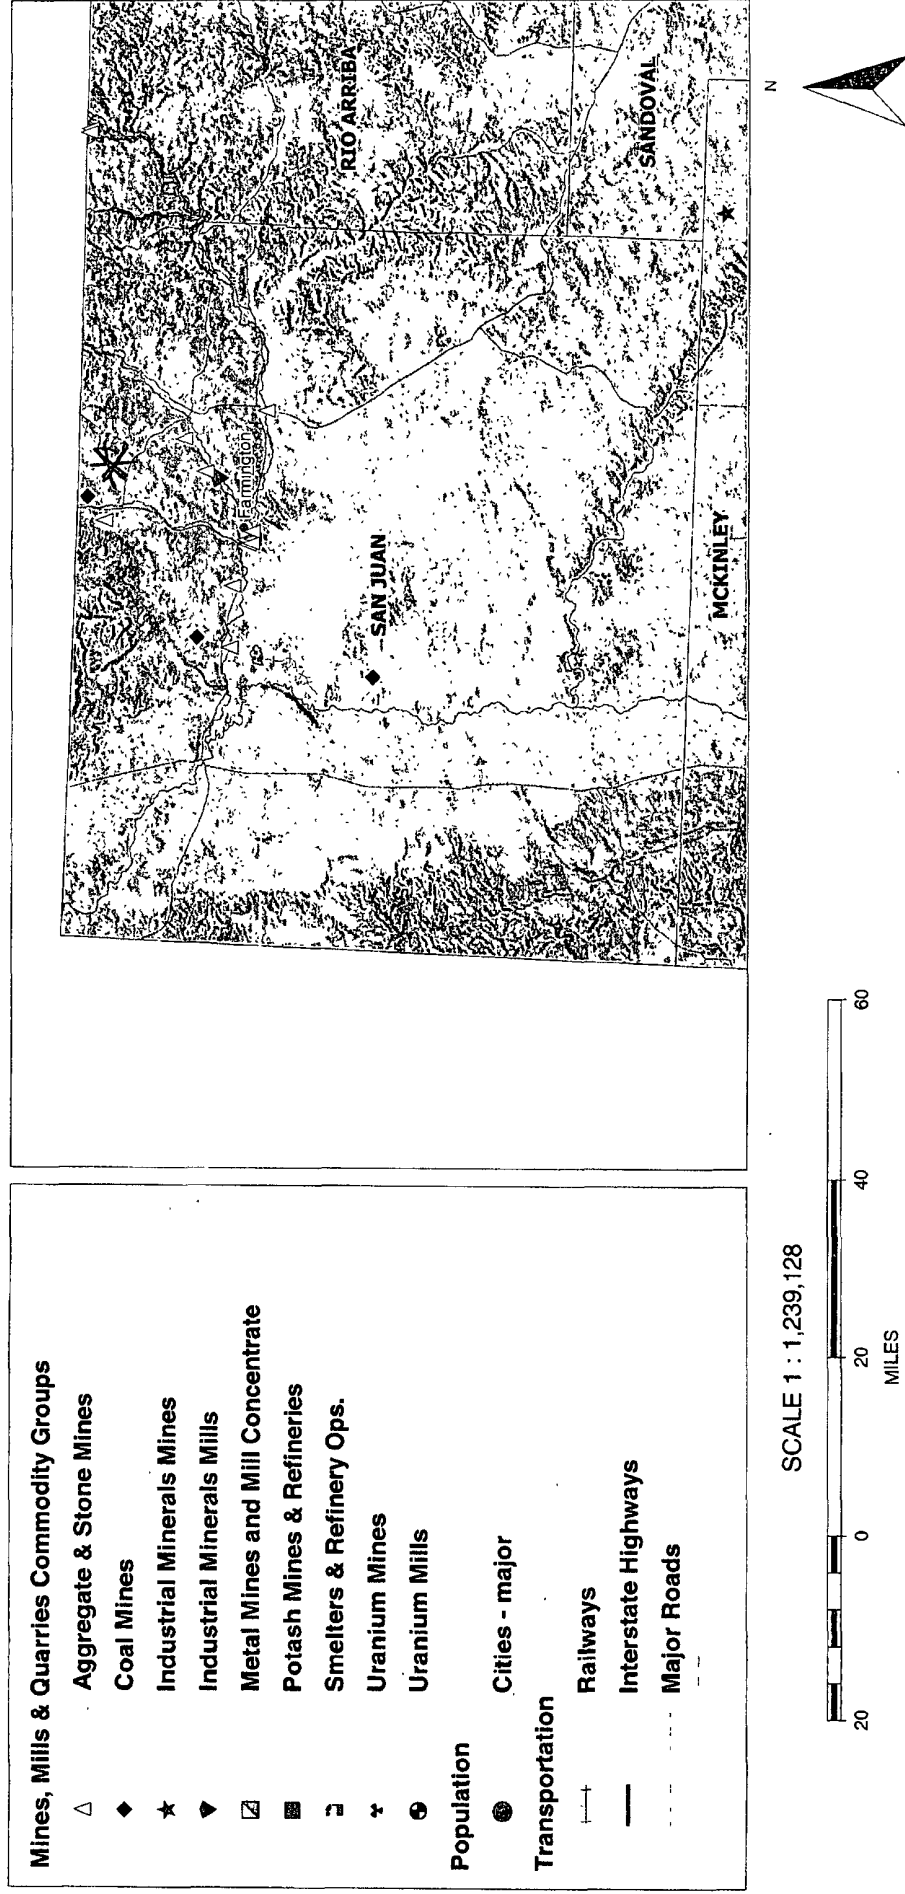 Mines, Mills & Quarries Commodity Groups
Aggregate & Stone Mines
Coal Mines
Industrial Minerals Mines
Industrial Minerals Mills
Metal Mines and Mill Concentrate
Potash Mines & Refineries
Smelters & Refinery Ops.
Uranium Mines
Uranium Mills
Population
Cities - major
Transportation
Railways
Interstate Highways
Major Roads
Farmington
SAN JUAN
RIO ARRIBA
MCKINLEY
SANDOVAL
SCALE 1 : 1,239,128
20 0 20 40 60
MILES
N